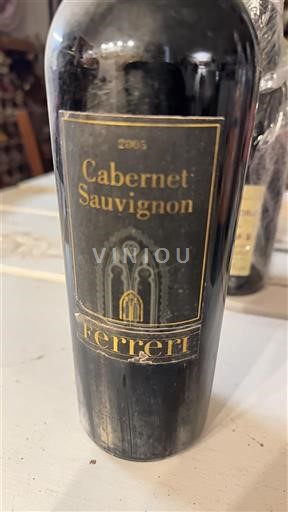 2005
Cabernet
Sauvignon
VINIOU
Ferreri